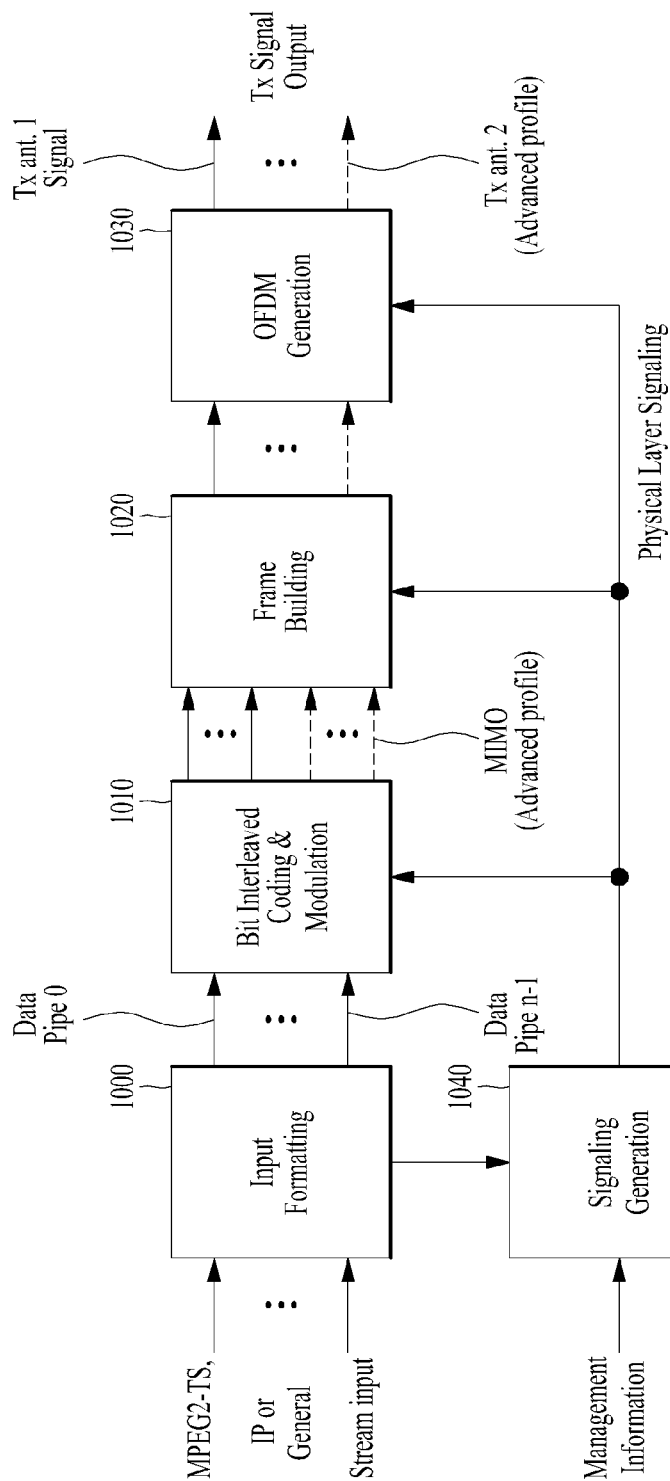 MPEG2-TS,
IP or
General
Stream input
Management
Information
1000
Input
Formatting
1040
Signaling
Generation
Data
Pipe 0
Data
Pipe n-1
1010
Bit Interleaved
Coding &
Modulation
MIMO
(Advanced profile)
1020
Frame
Building
Physical Layer Signaling
1030
OFDM
Generation
Tx ant. 1
Signal
Tx Signal
Output
Tx ant. 2
(Advanced profile)